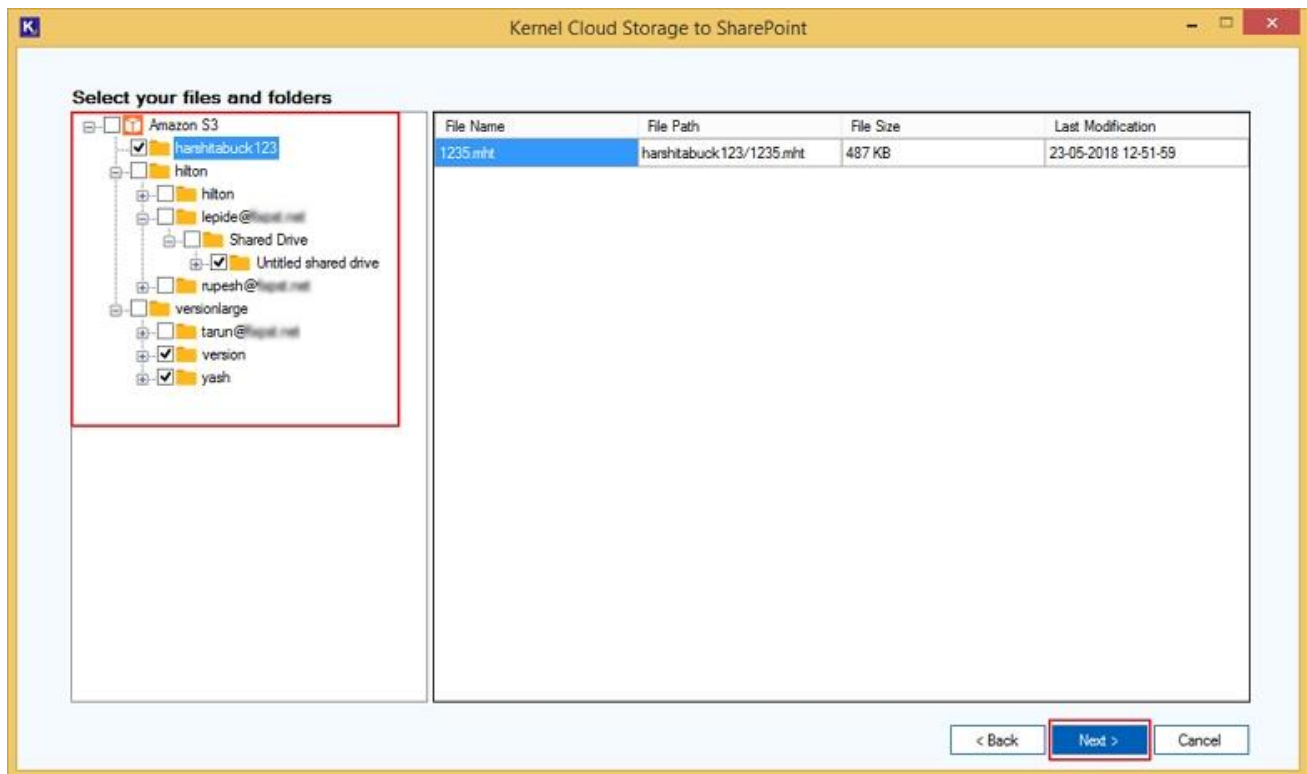 K
Kernel Cloud Storage to SharePoint
Select your files and folders
Amazon S3
harshitabuck123
hilton
hilton
lepide@
Shared Drive
Untitled shared drive
rupesh@
versionlarge
tarun@
version
yash
File Name File Path File Size Last Modification
1235.mht harshitabuck123/1235.mht 487 KB 23-05-2018 12-51-59
< Back Next > Cancel